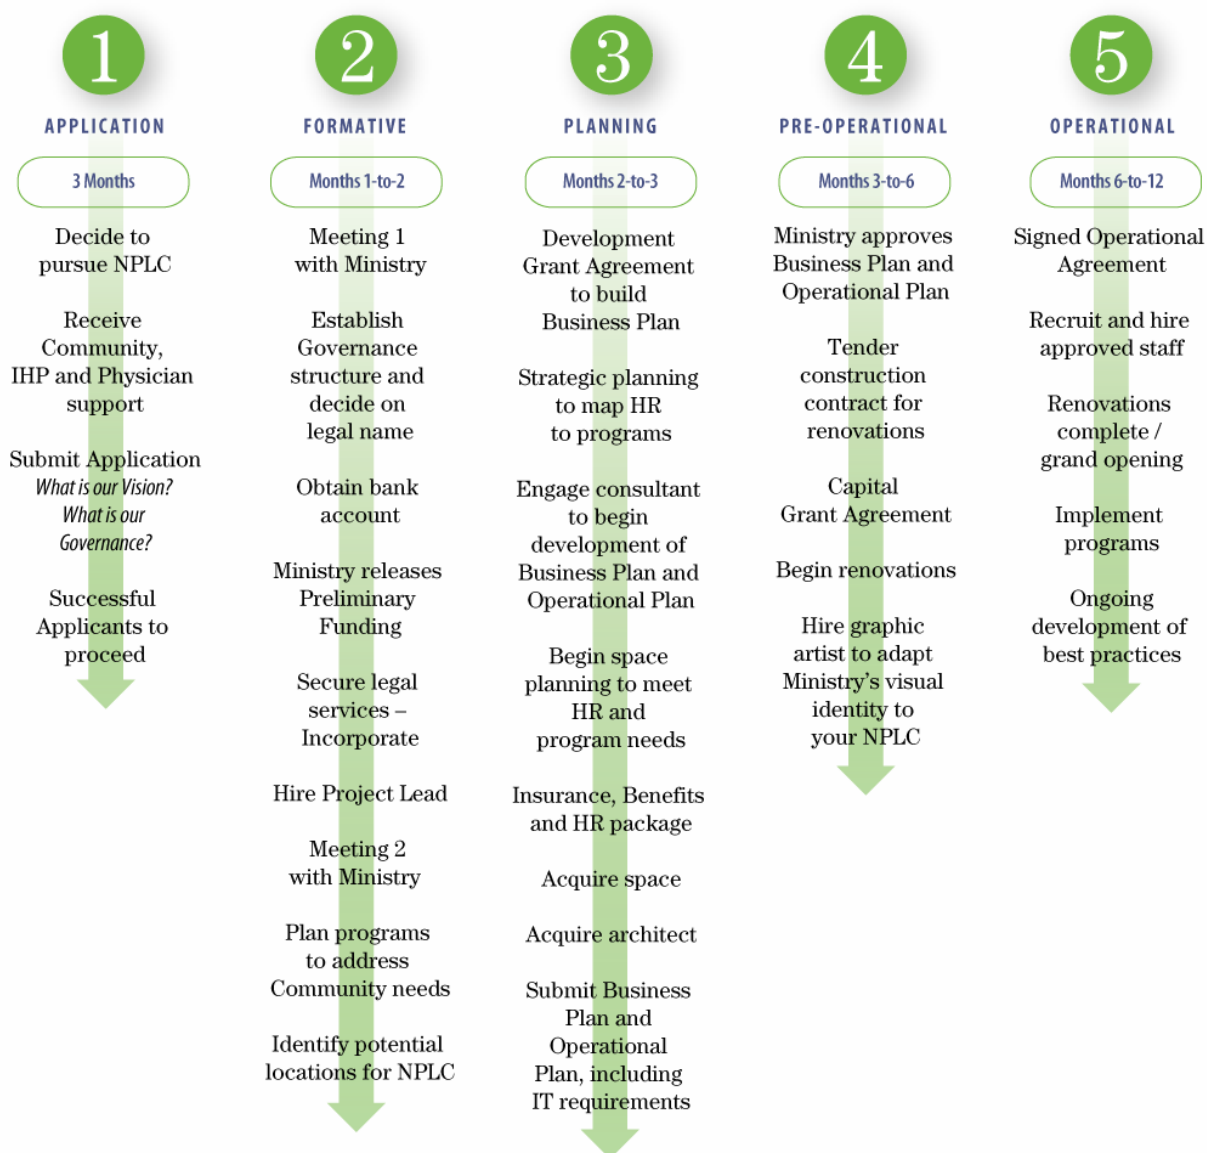 1
APPLICATION
3 Months
Decide to
pursue NPLC
Receive
Community,
IHP and Physician
support
Submit Application
What is our Vision?
What is our
Governance?
Successful
Applicants to
proceed
2
FORMATIVE
Months 1-to-2
Meeting 1
with Ministry
Establish
Governance
structure and
decide on
legal name
Obtain bank
account
Ministry releases
Preliminary
Funding
Secure legal
services –
Incorporate
Hire Project Lead
Meeting 2
with Ministry
Plan programs
to address
Community needs
Identify potential
locations for NPLC
3
PLANNING
Months 2-to-3
Development
Grant Agreement
to build
Business Plan
Strategic planning
to map HR
to programs
Engage consultant
to begin
development of
Business Plan and
Operational Plan
Begin space
planning to meet
HR and
program needs
Insurance, Benefits
and HR package
Acquire space
Acquire architect
Submit Business
Plan and
Operational
Plan, including
IT requirements
4
PRE-OPERATIONAL
Months 3-to-6
Ministry approves
Business Plan and
Operational Plan
Tender
construction
contract for
renovations
Capital
Grant Agreement
Begin renovations
Hire graphic
artist to adapt
Ministry's visual
identity to
your NPLC
5
OPERATIONAL
Months 6-to-12
Signed Operational
Agreement
Recruit and hire
approved staff
Renovations
complete /
grand opening
Implement
programs
Ongoing
development of
best practices